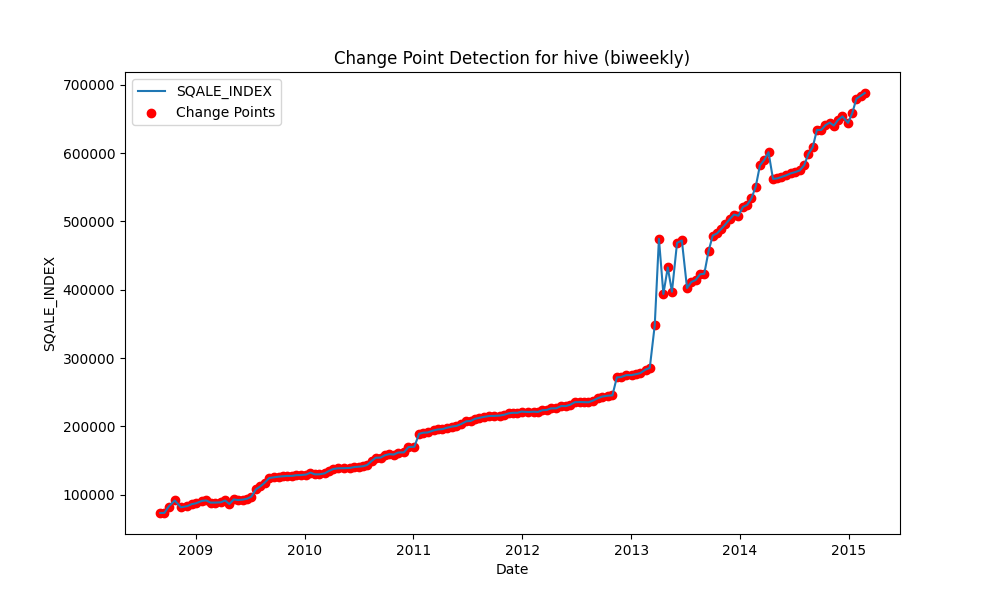 Change Point Detection for hive (biweekly)
SQALE_INDEX
Change Points
700000
600000
500000
400000
300000
200000
100000
SQALE_INDEX
2009
2010
2011
2012
2013
2014
2015
Date